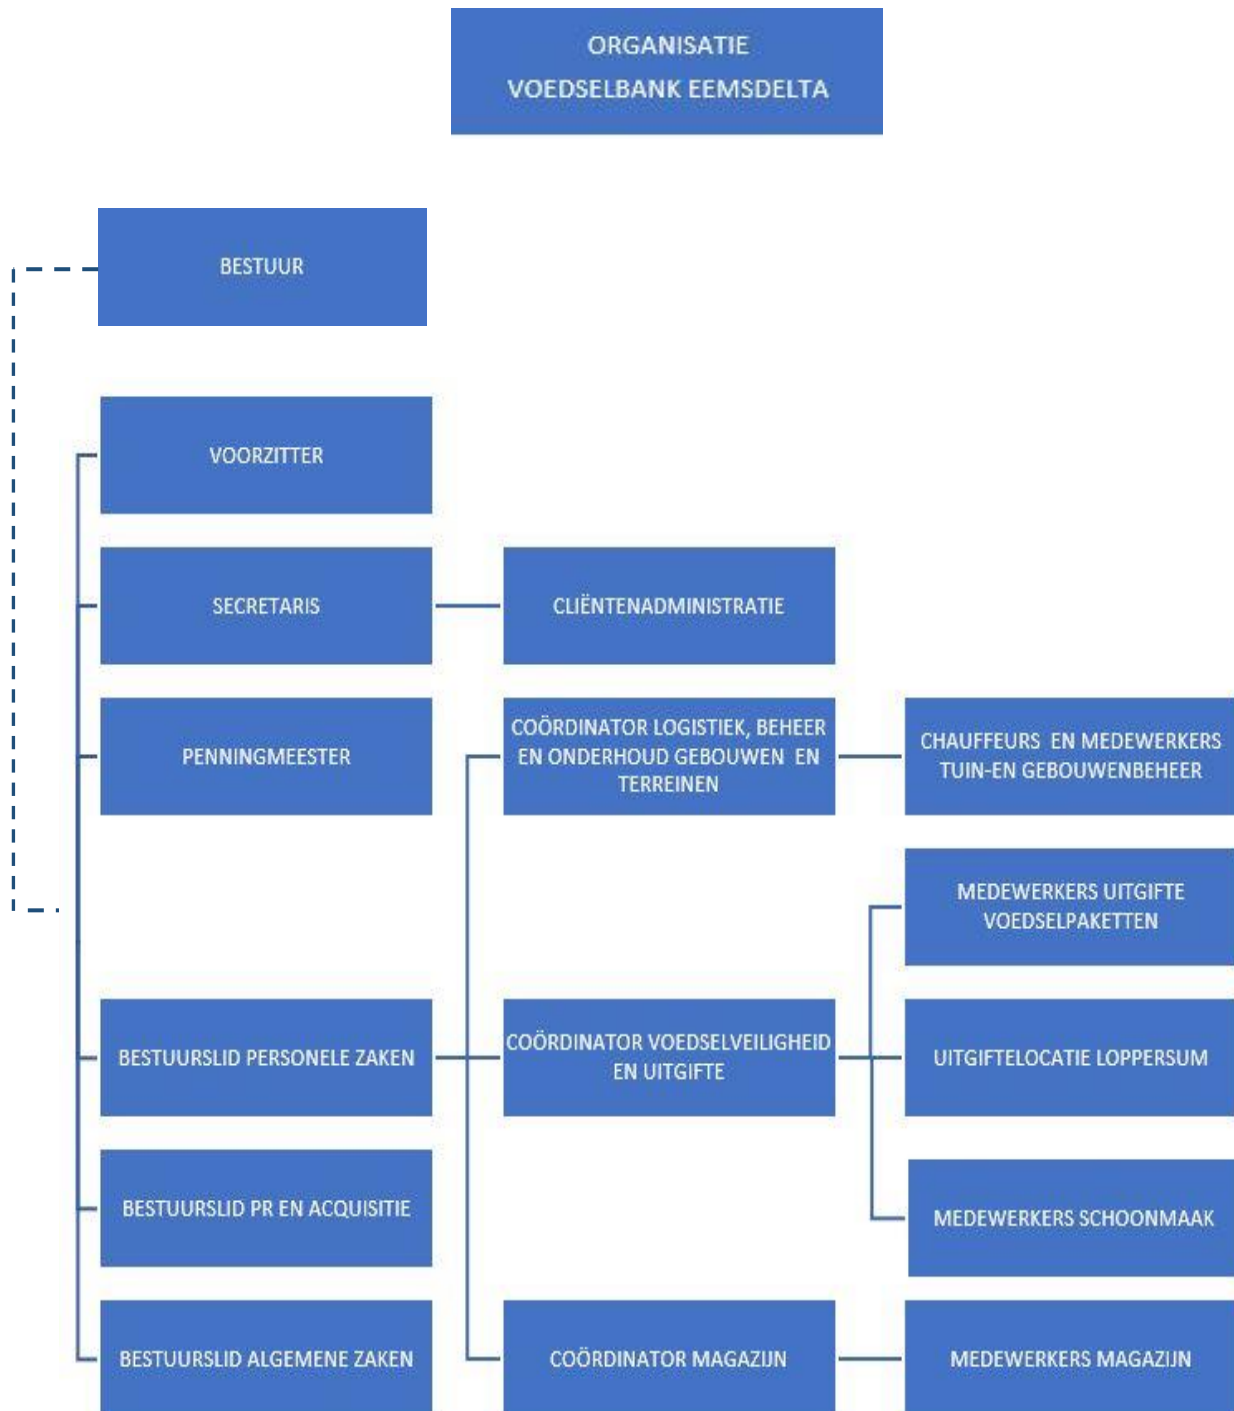 ORGANISATIE
VOEDSELBANK EEMSDELTA
BESTUUR
VOORZITTER
SECRETARIS
CLIËNTENADMINISTRATIE
PENNINGMEESTER
COÖRDINATOR LOGISTIEK, BEHEER
EN ONDERHOUD GEBOUWEN EN
TERREINEN
CHAUFFEURS EN MEDEWERKERS
TUIN-EN GEBOUWENBEHEER
MEDEWERKERS UITGIFTE
VOEDSELPAKETTEN
BESTUURSLID PERSONELE ZAKEN
COÖRDINATOR VOEDSELVEILIGHEID
EN UITGIFTE
UITGIFTELOCATIE LOPPERSUM
BESTUURSLID PR EN ACQUISITIE
MEDEWERKERS SCHOONMAAK
BESTUURSLID ALGEMENE ZAKEN
COÖRDINATOR MAGAZIJN
MEDEWERKERS MAGAZIJN